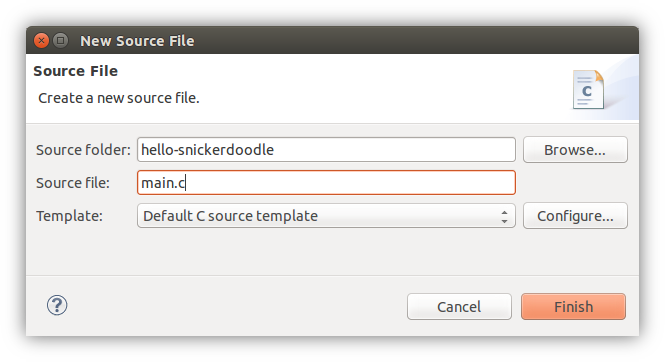 New Source File
Source File
Create a new source file.
C
Source folder: hello-snickerdoodle Browse...
Source file: main.c
Template: Default C source template Configure...
? Cancel Finish